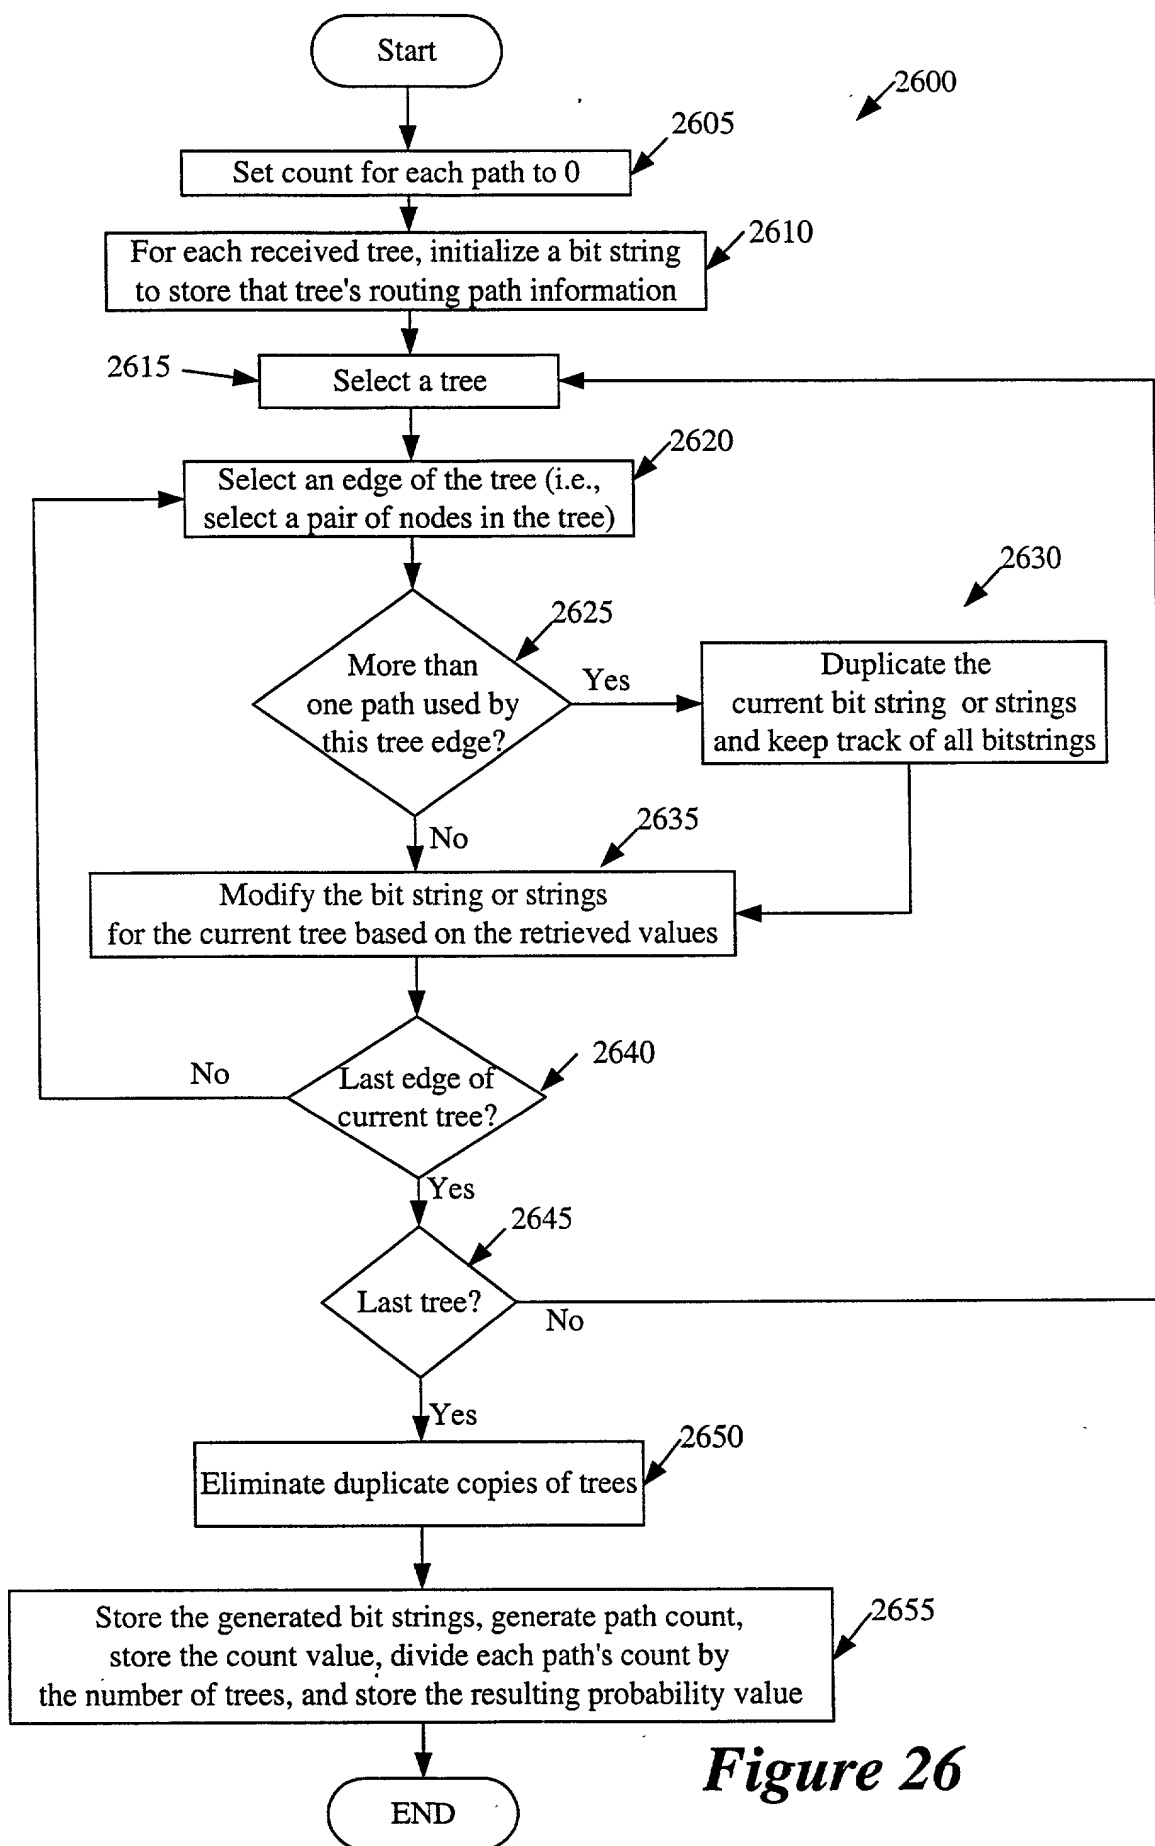 Start
2600
2605
Set count for each path to 0
2610
For each received tree, initialize a bit string
to store that tree's routing path information
2615
Select a tree
2620
Select an edge of the tree (i.e.,
select a pair of nodes in the tree)
2630
2625
More than
one path used by
this tree edge?
Yes
Duplicate the
current bit string or strings
and keep track of all bitstrings
No
2635
Modify the bit string or strings
for the current tree based on the retrieved values
2640
No
Last edge of
current tree?
Yes
2645
Last tree?
No
Yes
2650
Eliminate duplicate copies of trees
2655
Store the generated bit strings, generate path count,
store the count value, divide each path's count by
the number of trees, and store the resulting probability value
Figure 26
END